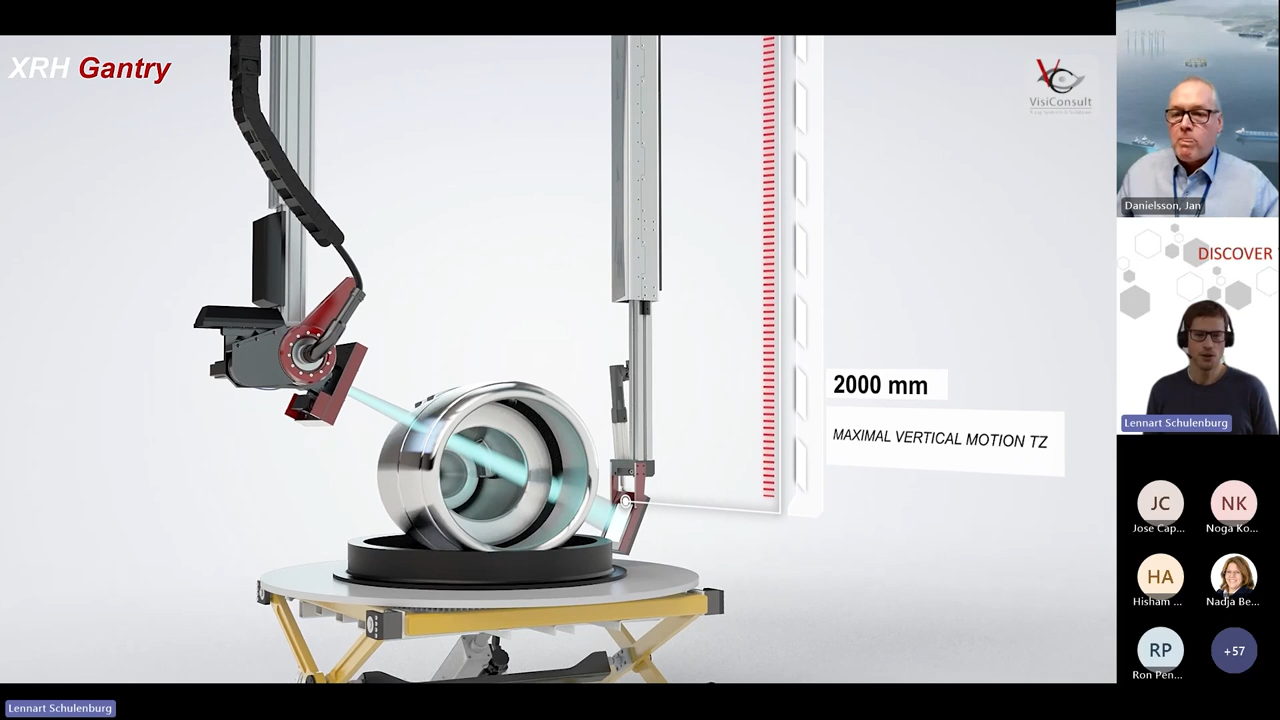 XRH Gantry
VisiConsult
2000 mm
MAXIMAL VERTICAL MOTION TZ
Danielsson, Jan
DISCOVER
Lennart Schulenburg
JC
Jose Cap...
NK
Noga Ko...
HA
Hisham ...
Nadja Be...
RP
Ron Pen...
+57
Lennart Schulenburg